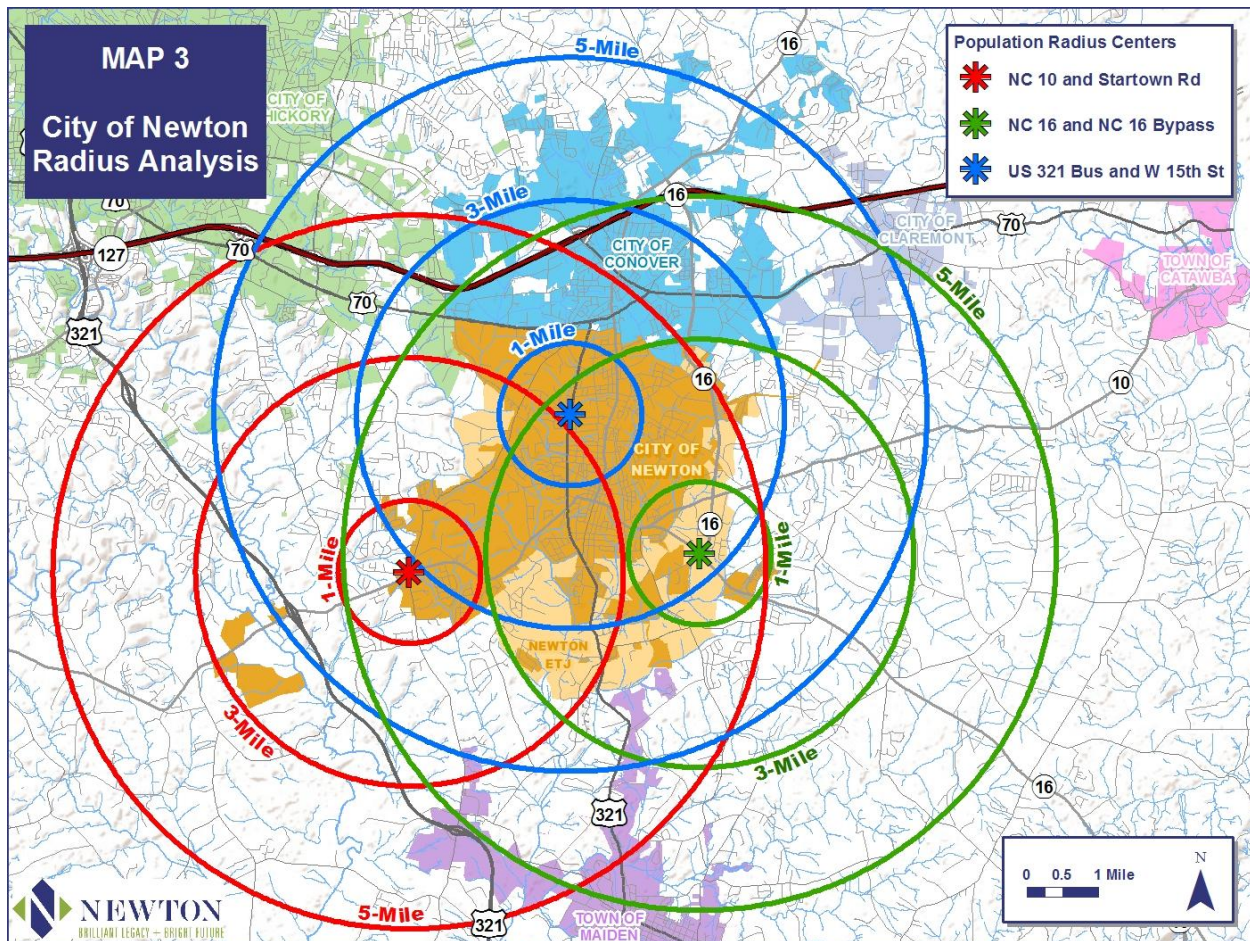 MAP 3
City of Newton
Radius Analysis
Population Radius Centers
NC 10 and Startown Rd
NC 16 and NC 16 Bypass
US 321 Bus and W 15th St
5-Mile
16
CITY OF
HICKORY
70
3-Mile
16
CITY OF
CLAREMONT
70
127
70
CITY OF
CONOVER
TOWN OF
CATAWBA
5-Mile
70
321
1-Mile
16
10
CITY OF
NEWTON
16
1-Mile
1-Mile
NEWTON
ETJ
3-Mile
3-Mile
16
321
0 0.5 1 Mile
N
5-Mile
321
TOWN OF
MAIDEN
NEWTON
BRILLIANT LEGACY + BRIGHT FUTURE